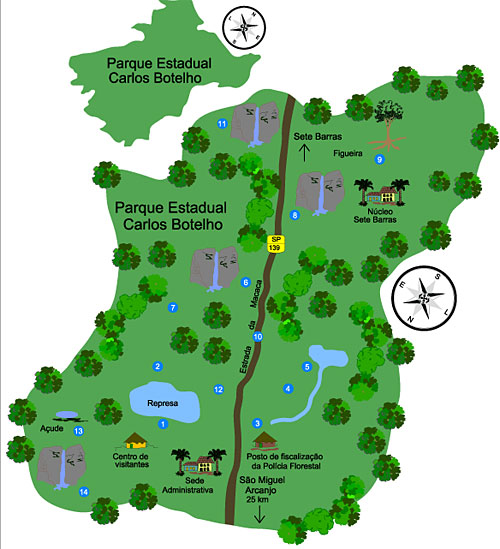 Parque Estadual
Carlos Botelho
N
L
E
S
11
Sete Barras
Figueira
9
8
Núcleo
Sete Barras
Parque Estadual
Carlos Botelho
SP
139
6
S
E
L
N
7
Estrada da Macaca
10
2
5
12
4
Represa
Açude
13
1
3
Centro de
visitantes
Posto de fiscalização
da Polícia Florestal
Sede
Administrativa
São Miguel
Arcanjo
25 km
14